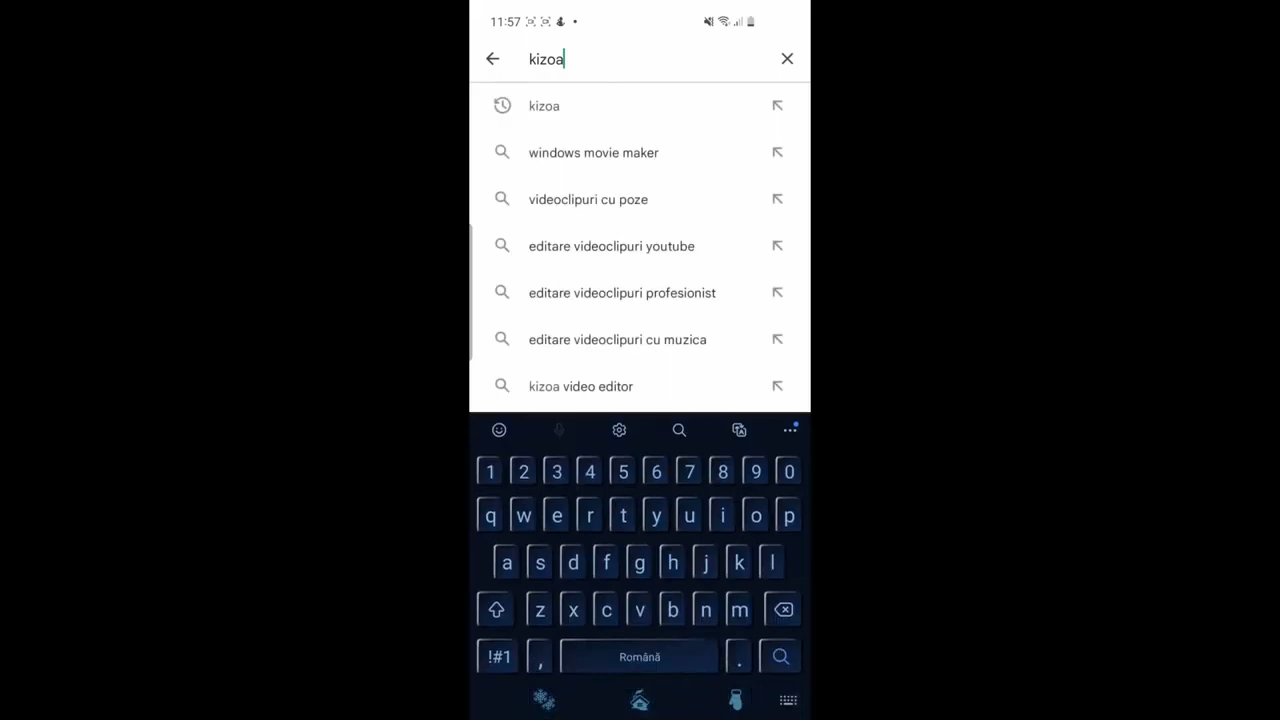 11:57
kizoa
kizoa
windows movie maker
videoclipuri cu poze
editare videoclipuri youtube
editare videoclipuri profesionist
editare videoclipuri cu muzica
kizoa video editor
1 2 3 4 5 6 7 8 9 0
q w e r t y u i o p
a s d f g h j k l
z x c v b n m
!#1 , Română .